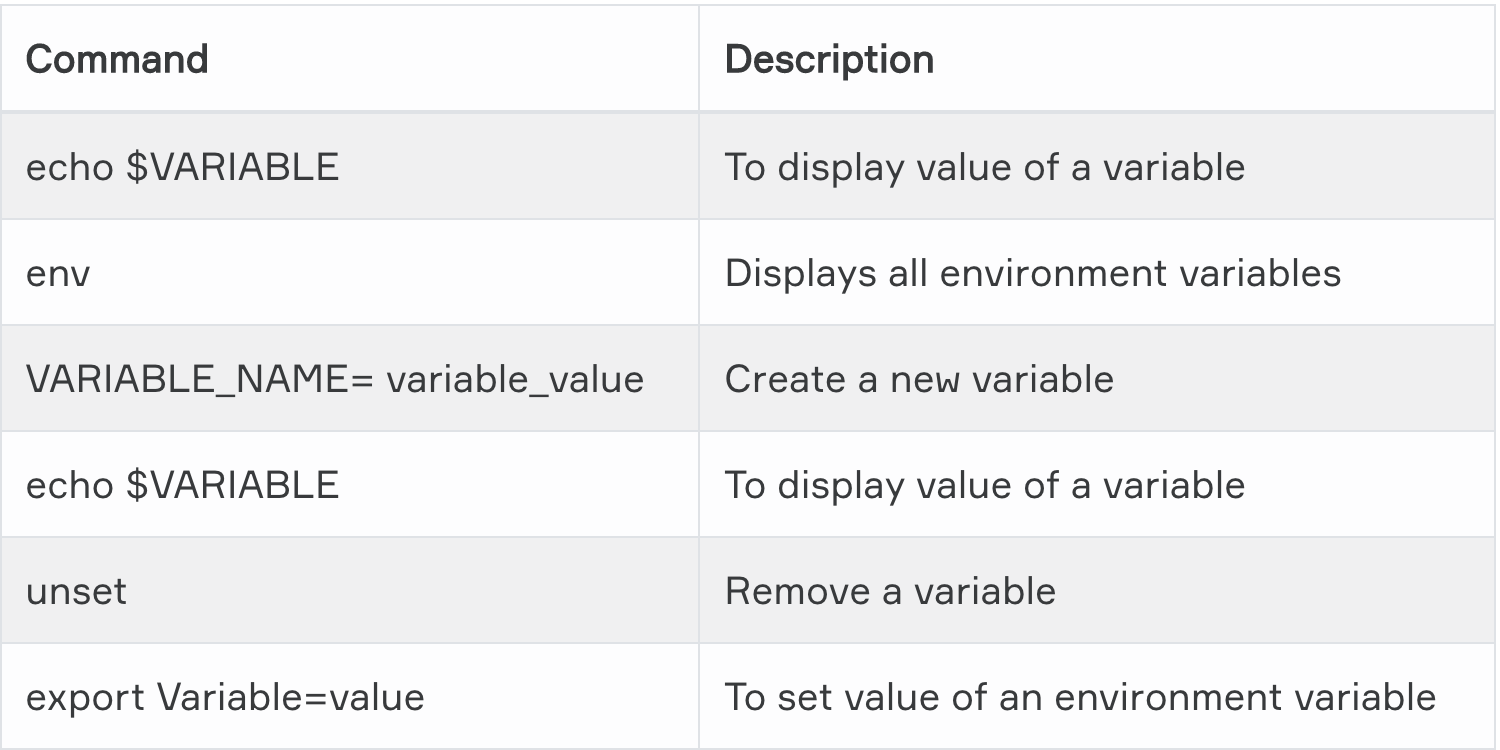 Command Description
echo $VARIABLE To display value of a variable
env Displays all environment variables
VARIABLE_NAME= variable_value Create a new variable
echo $VARIABLE To display value of a variable
unset Remove a variable
export Variable=value To set value of an environment variable